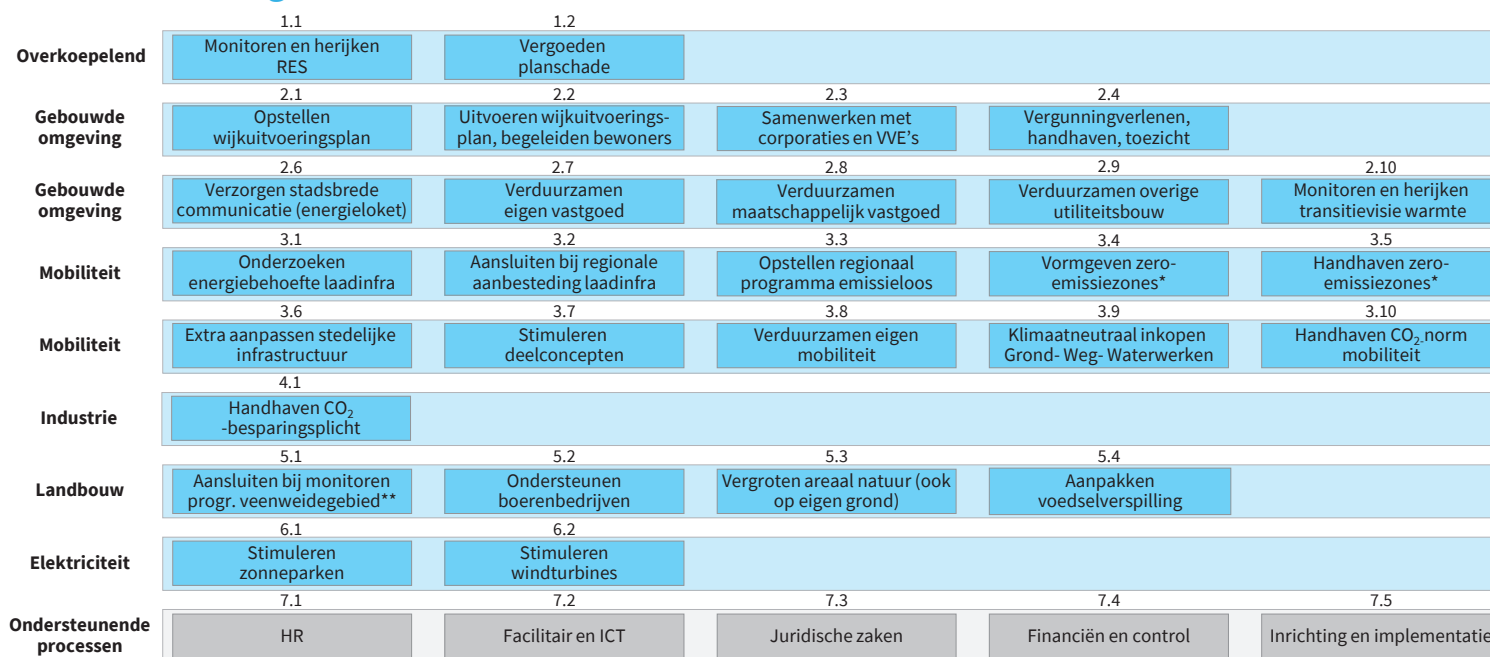 1.1 1.2
Overkoepelend
Monitoren en herijken
RES
Vergoeden
planschade
2.1 2.2 2.3 2.4
Gebouwde
omgeving
Opstellen
wijkuitvoeringsplan
Uitvoeren wijkuitvoerings-
plan, begeleiden bewoners
Samenwerken met
corporaties en VVE’s
Vergunningverlenen,
handhaven, toezicht
2.6 2.7 2.8 2.9 2.10
Gebouwde
omgeving
Verzorgen stadsbrede
communicatie (energieloket)
Verduurzamen
eigen vastgoed
Verduurzamen
maatschappelijk vastgoed
Verduurzamen overige
utiliteitsbouw
Monitoren en herijken
transitievisie warmte
3.1 3.2 3.3 3.4 3.5
Mobiliteit
Onderzoeken
energiebehoefte laadinfra
Aansluiten bij regionale
aanbesteding laadinfra
Opstellen regionaal
programma emissieloos
Vormgeven zero-
emissiezones*
Handhaven zero-
emissiezones*
3.6 3.7 3.8 3.9 3.10
Mobiliteit
Extra aanpassen stedelijke
infrastructuur
Stimuleren
deelconcepten
Verduurzamen eigen
mobiliteit
Klimaatneutraal inkopen
Grond- Weg- Waterwerken
Handhaven CO₂-norm
mobiliteit
4.1
Industrie
Handhaven CO₂
-besparingsplicht
5.1 5.2 5.3 5.4
Landbouw
Aansluiten bij monitoren
progr. veenweidegebied**
Ondersteunen
boerenbedrijven
Vergroten areaal natuur (ook
op eigen grond)
Aanpakken
voedselverspilling
6.1 6.2
Elektriciteit
Stimuleren
zonneparken
Stimuleren
windturbines
7.1 7.2 7.3 7.4 7.5
Ondersteunende
processen
HR
Facilitair en ICT
Juridische zaken
Financiën en control
Inrichting en implementatie